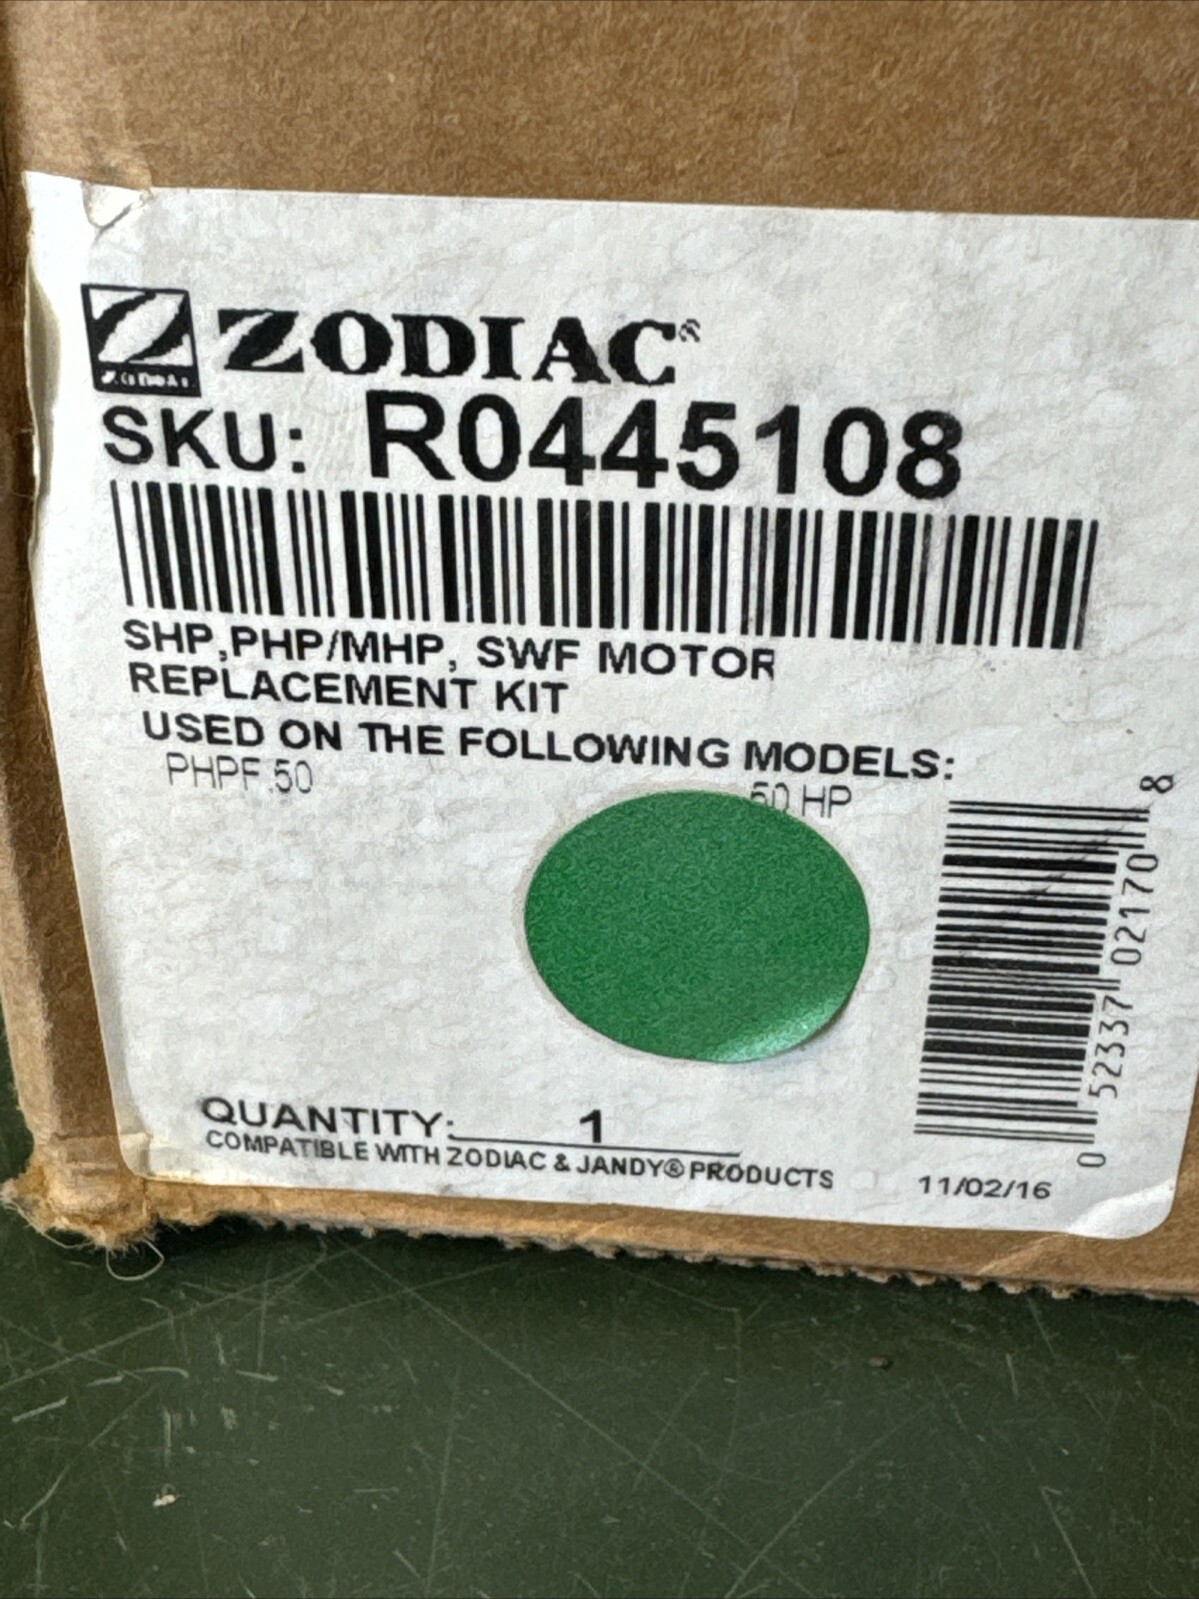 ZODIAC®
SKU: R0445108
SHP,PHP/MHP, SWF MOTOR
REPLACEMENT KIT
USED ON THE FOLLOWING MODELS:
PHPF.50 50 HP
0 52337 02170 8
QUANTITY: 1
COMPATIBLE WITH ZODIAC & JANDY® PRODUCTS
11/02/16